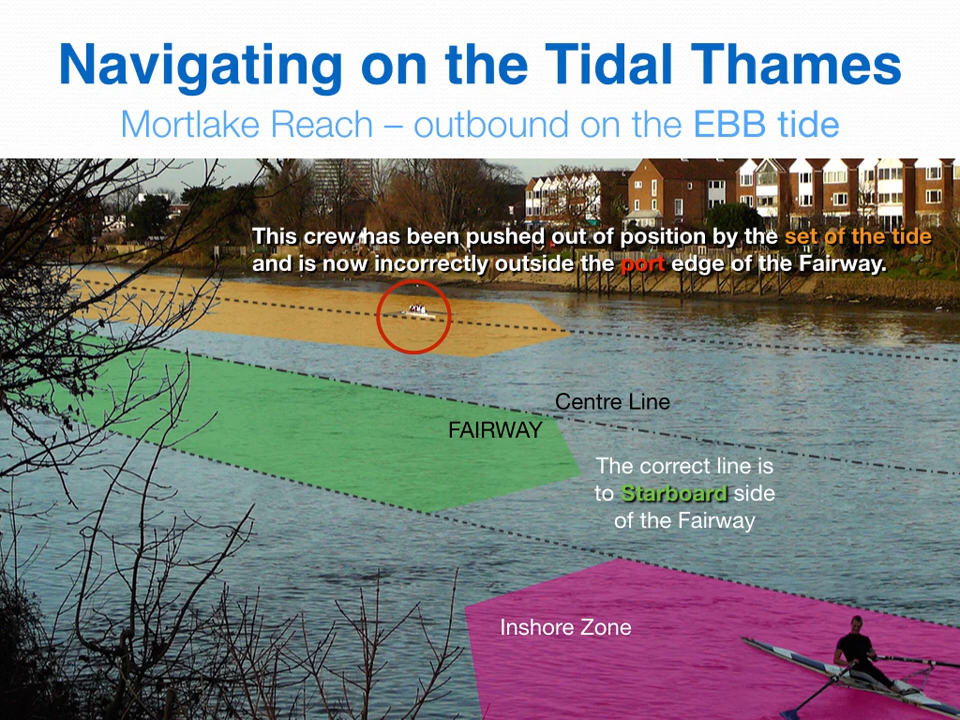 Navigating on the Tidal Thames
Mortlake Reach – outbound on the EBB tide
This crew has been pushed out of position by the set of the tide
and is now incorrectly outside the port edge of the Fairway.
Centre Line
FAIRWAY
The correct line is
to Starboard side
of the Fairway
Inshore Zone